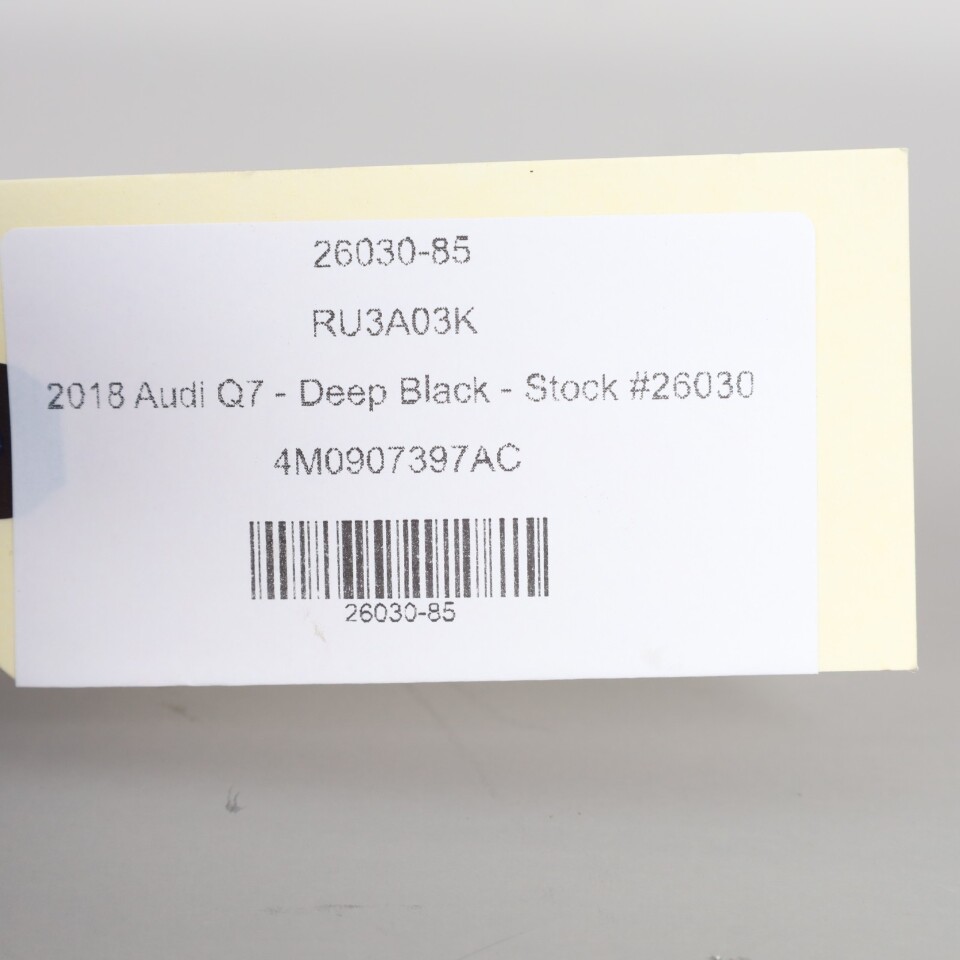 26030-85
RU3A03K
2018 Audi Q7 - Deep Black - Stock #26030
4M0907397AC
26030-85